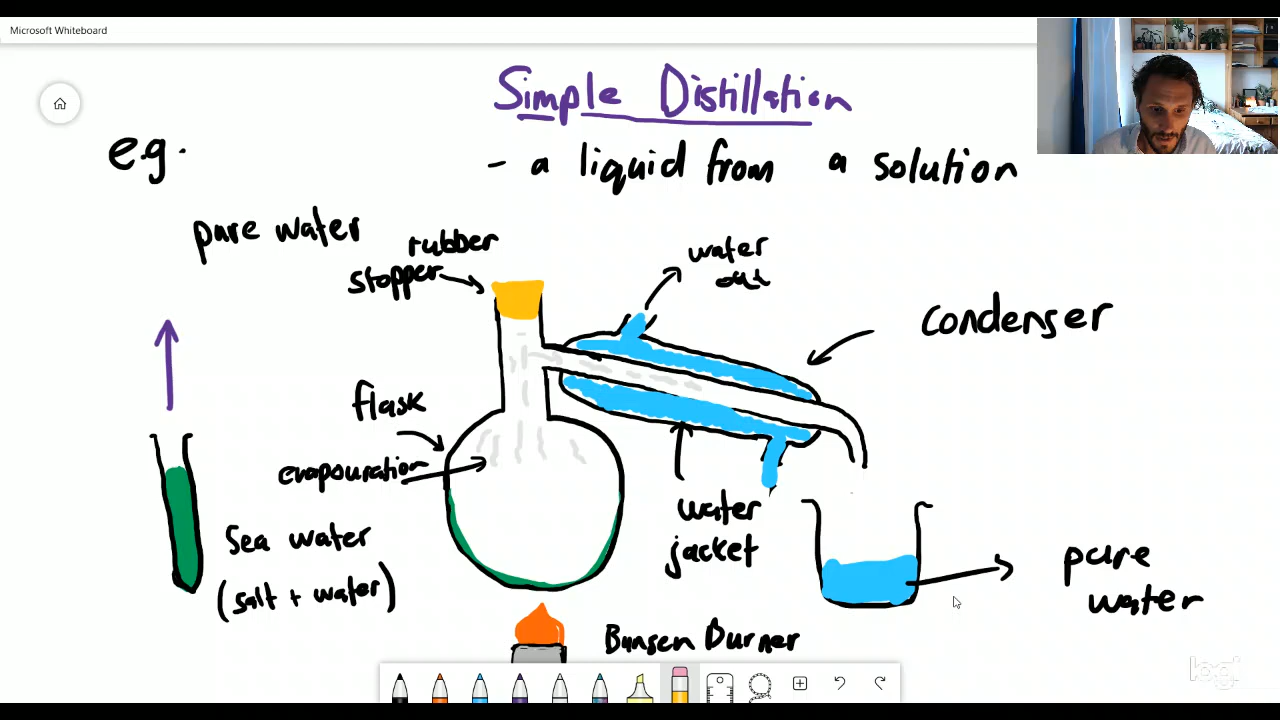 Microsoft Whiteboard
Simple Distillation
- a liquid from a solution
e.g.
pure water
rubber
stopper
water
out
condenser
flask
evapouration
water
jacket
Sea water
(salt + water)
pure
water
Bunsen Burner
logi